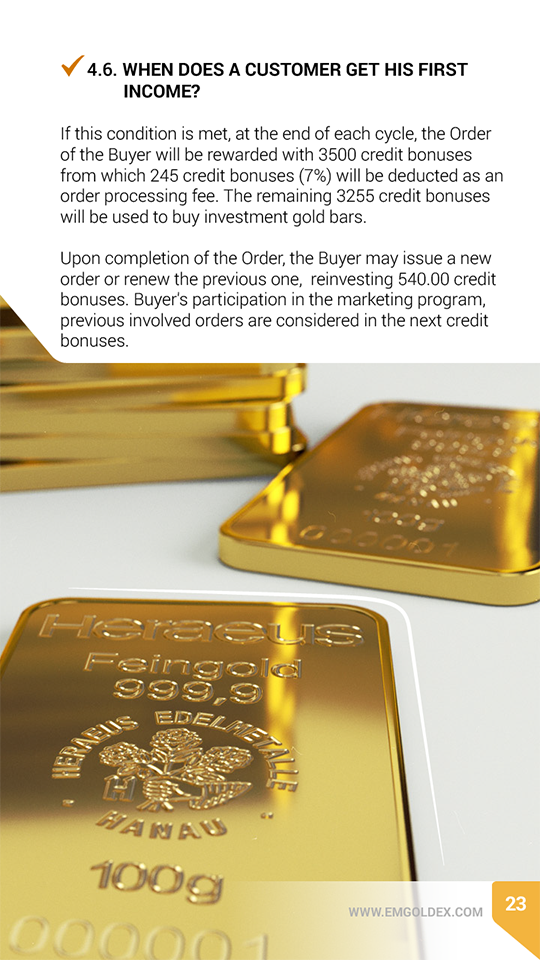 4.6. WHEN DOES A CUSTOMER GET HIS FIRST
INCOME?
If this condition is met, at the end of each cycle, the Order
of the Buyer will be rewarded with 3500 credit bonuses
from which 245 credit bonuses (7%) will be deducted as an
order processing fee. The remaining 3255 credit bonuses
will be used to buy investment gold bars.
Upon completion of the Order, the Buyer may issue a new
order or renew the previous one,  reinvesting 540.00 credit
bonuses. Buyer's participation in the marketing program,
previous involved orders are considered in the next credit
bonuses.
100g
000001
Heraeus
Feingold
999,9
HERAEUS EDELMETALLE
H
HANAU
100g
000001
WWW.EMGOLDEX.COM
23